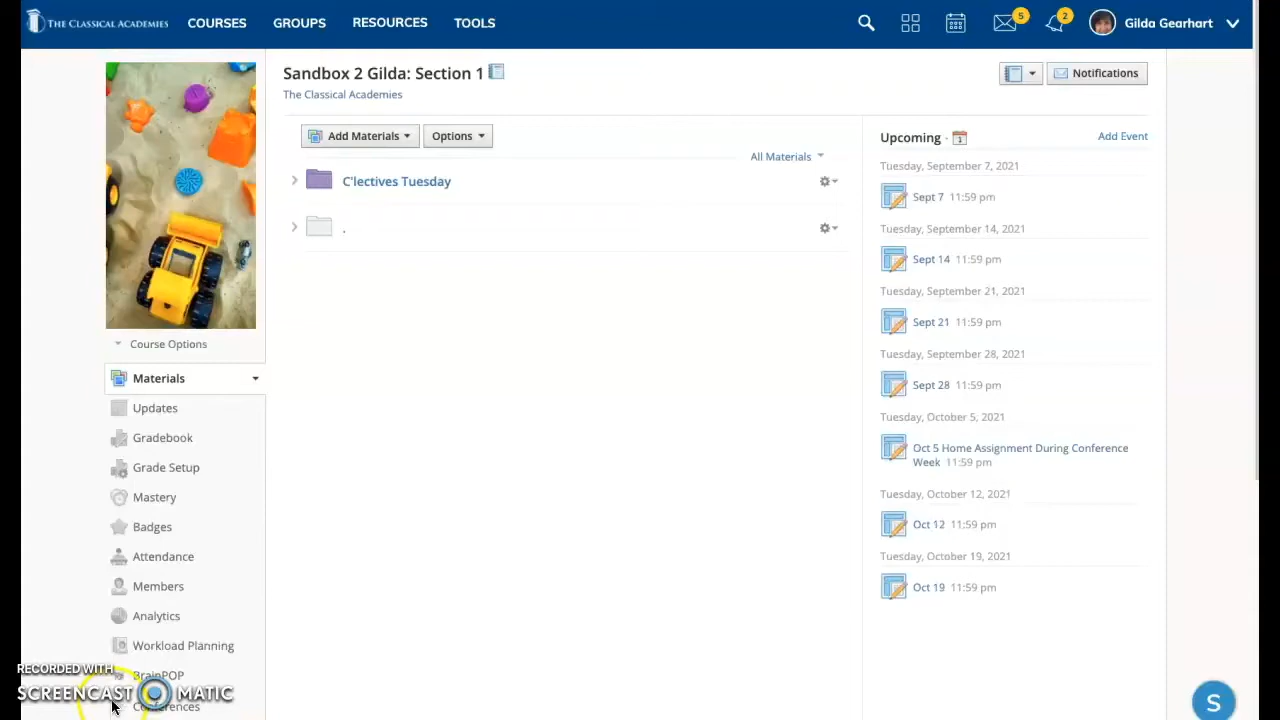 THE CLASSICAL ACADEMIES COURSES GROUPS RESOURCES TOOLS 5 2 Gilda Gearhart
Sandbox 2 Gilda: Section 1
The Classical Academies
Notifications
Add Materials Options
All Materials
C'lectives Tuesday
.
Upcoming · 1 Add Event
Tuesday, September 7, 2021
Sept 7 11:59 pm
Tuesday, September 14, 2021
Sept 14 11:59 pm
Tuesday, September 21, 2021
Sept 21 11:59 pm
Tuesday, September 28, 2021
Sept 28 11:59 pm
Tuesday, October 5, 2021
Oct 5 Home Assignment During Conference
Week 11:59 pm
Tuesday, October 12, 2021
Oct 12 11:59 pm
Tuesday, October 19, 2021
Oct 19 11:59 pm
Course Options
Materials
Updates
Gradebook
Grade Setup
Mastery
Badges
Attendance
Members
Analytics
Workload Planning
BrainPOP
Conferences
RECORDED WITH
SCREENCAST MATIC
S